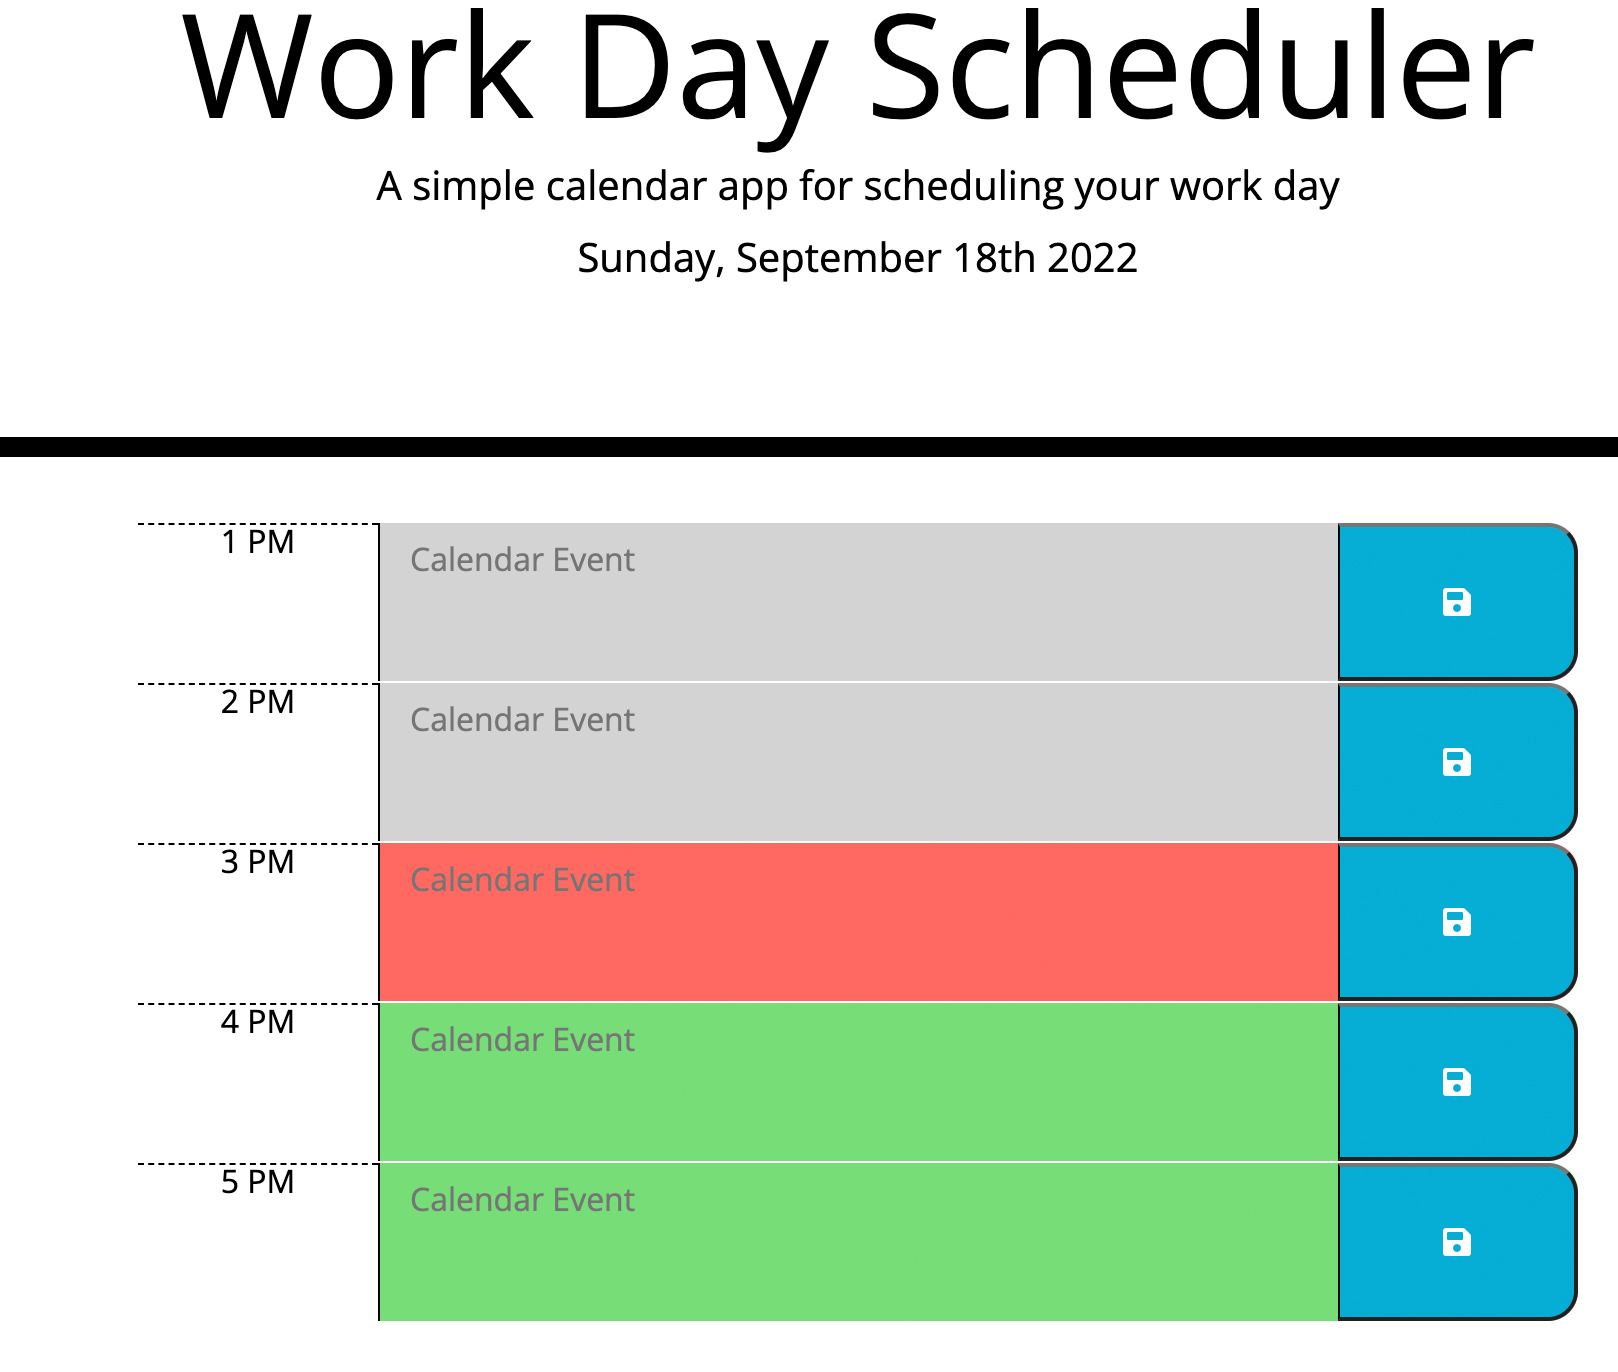 Work Day Scheduler
A simple calendar app for scheduling your work day
Sunday, September 18th 2022
1 PM
Calendar Event
2 PM
Calendar Event
3 PM
Calendar Event
4 PM
Calendar Event
5 PM
Calendar Event